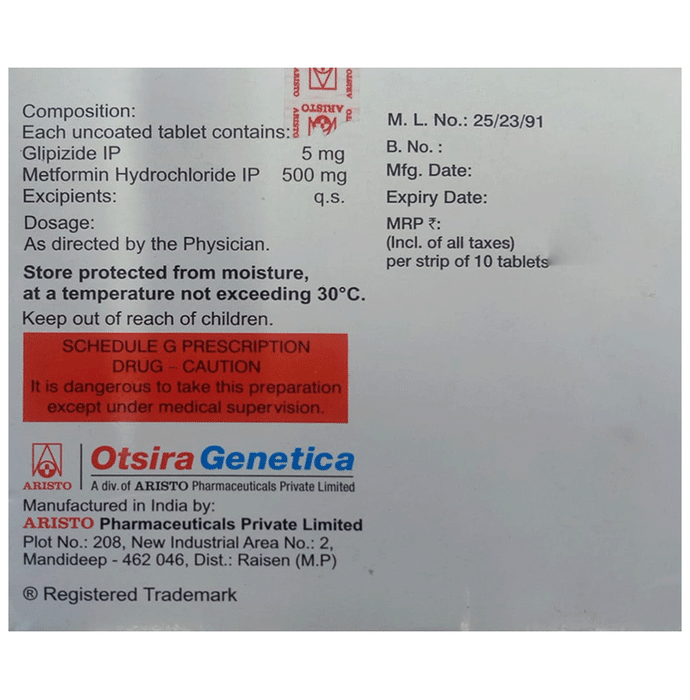 ARISTO
OTSIRA
ARISTO
Composition:
Each uncoated tablet contains:
Glipizide IP 5 mg
Metformin Hydrochloride IP 500 mg
Excipients: q.s.
Dosage:
As directed by the Physician.
Store protected from moisture,
at a temperature not exceeding 30°C.
Keep out of reach of children.
SCHEDULE G PRESCRIPTION
DRUG – CAUTION
It is dangerous to take this preparation
except under medical supervision.
ARISTO
Otsira Genetica
A div. of ARISTO Pharmaceuticals Private Limited
Manufactured in India by:
ARISTO Pharmaceuticals Private Limited
Plot No.: 208, New Industrial Area No.: 2,
Mandideep - 462 046, Dist.: Raisen (M.P)
® Registered Trademark
M. L. No.: 25/23/91
B. No. :
Mfg. Date:
Expiry Date:
MRP ₹:
(Incl. of all taxes)
per strip of 10 tablets